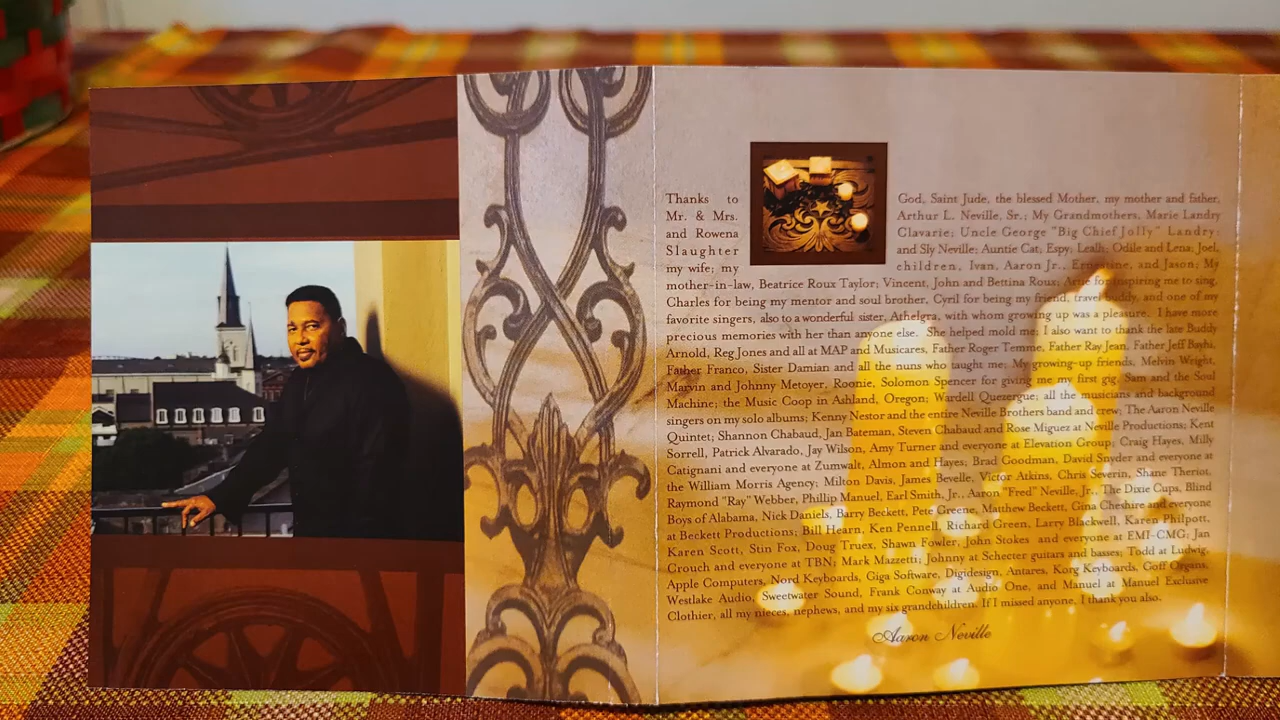 Thanks to God, Saint Jude, the blessed Mother, my mother and father,
Mr. & Mrs. Arthur L. Neville, Sr.; My Grandmothers, Marie Landry
and Rowena Clavarie; Uncle George "Big Chief Jolly" Landry;
Slaughter and Sly Neville; Auntie Cat; Espy; Leah; Odile and Lena; Joel,
my wife; my children, Ivan, Aaron Jr., Ernestine, and Jason; My
mother-in-law, Beatrice Roux Taylor; Vincent, John and Bettina Roux; Artie for inspiring me to sing,
Charles for being my mentor and soul brother, Cyril for being my friend, travel buddy, and one of my
favorite singers, also to a wonderful sister, Athelgra, with whom growing up was a pleasure. I have more
precious memories with her than anyone else. She helped mold me; I also want to thank the late Buddy
Arnold, Reg Jones and all at MAP and Musicares, Father Roger Temme, Father Ray Jean, Father Jeff Bayhi,
Father Franco, Sister Damian and all the nuns who taught me; My growing-up friends, Melvin Wright,
Marvin and Johnny Metoyer, Roonie, Solomon Spencer for giving me my first gig, Sam and the Soul
Machine; the Music Coop in Ashland, Oregon; Wardell Quezergue; all the musicians and background
singers on my solo albums; Kenny Nestor and the entire Neville Brothers band and crew; The Aaron Neville
Quintet; Shannon Chabaud, Jan Bateman, Steven Chabaud and Rose Miguez at Neville Productions; Kent
Sorrell, Patrick Alvarado, Jay Wilson, Amy Turner and everyone at Elevation Group; Craig Hayes, Milly
Catignani and everyone at Zumwalt, Almon and Hayes; Brad Goodman, David Snyder and everyone at
the William Morris Agency; Milton Davis, James Bevelle, Victor Atkins, Chris Severin, Shane Theriot,
Raymond "Ray" Webber, Phillip Manuel, Earl Smith, Jr., Aaron "Fred" Neville, Jr., The Dixie Cups, Blind
Boys of Alabama, Nick Daniels, Barry Beckett, Pete Greene, Matthew Beckett, Gina Cheshire and everyone
at Beckett Productions; Bill Hearn, Ken Pennell, Richard Green, Larry Blackwell, Karen Philpott,
Karen Scott, Stin Fox, Doug Truex, Shawn Fowler, John Stokes and everyone at EMI-CMG; Jan
Crouch and everyone at TBN; Mark Mazzetti; Johnny at Schecter guitars and basses; Todd at Ludwig,
Apple Computers, Nord Keyboards, Giga Software, Digidesign, Antares, Korg Keyboards, Goff Organs,
Westlake Audio, Sweetwater Sound, Frank Conway at Audio One, and Manuel at Manuel Exclusive
Clothier, all my nieces, nephews, and my six grandchildren. If I missed anyone, I thank you also.
Aaron Neville